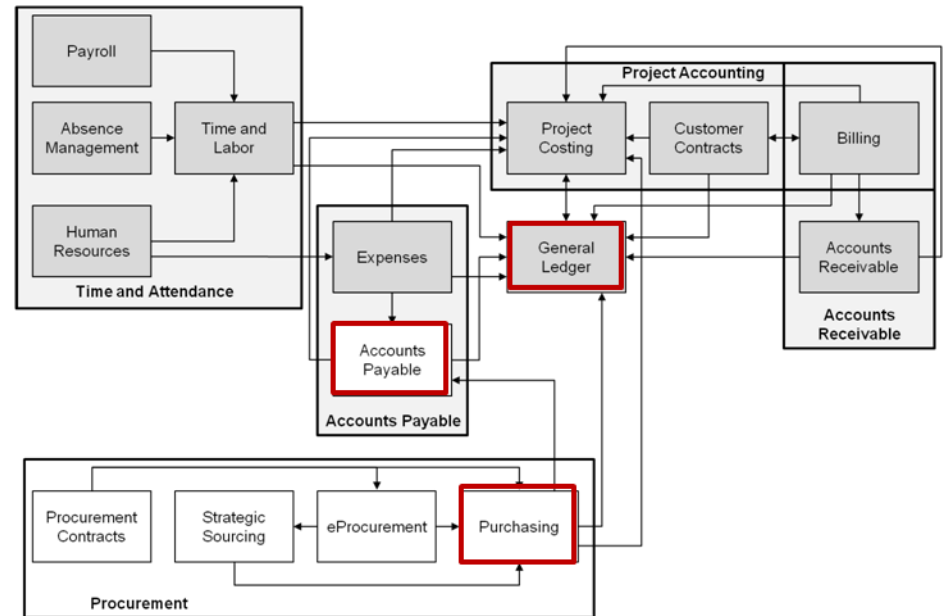 Payroll
Absence
Management
Time and
Labor
Human
Resources
Time and Attendance
Project Accounting
Project
Costing
Customer
Contracts
Billing
Expenses
General
Ledger
Accounts
Receivable
Accounts
Receivable
Accounts
Payable
Accounts Payable
Procurement
Contracts
Strategic
Sourcing
eProcurement
Purchasing
Procurement